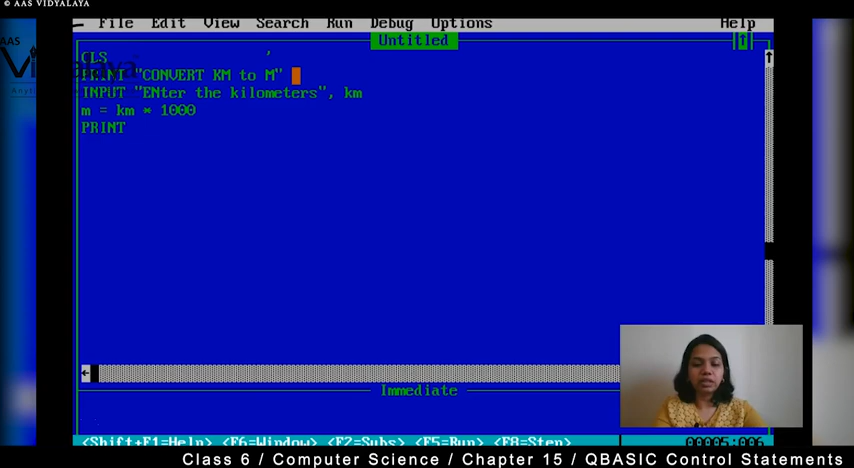 © AAS VIDYALAYA
File Edit View Search Run Debug Options Help
Untitled
AAS
CLS
PRINT "CONVERT KM to M"
INPUT "ENter the kilometers", km
m = km * 1000
PRINT
Immediate
<Shift+F1=Help> <F6=Window> <F2=Subs> <F5=Run> <F8=Step> 00005:006
Class 6 / Computer Science / Chapter 15 / QBASIC Control Statements